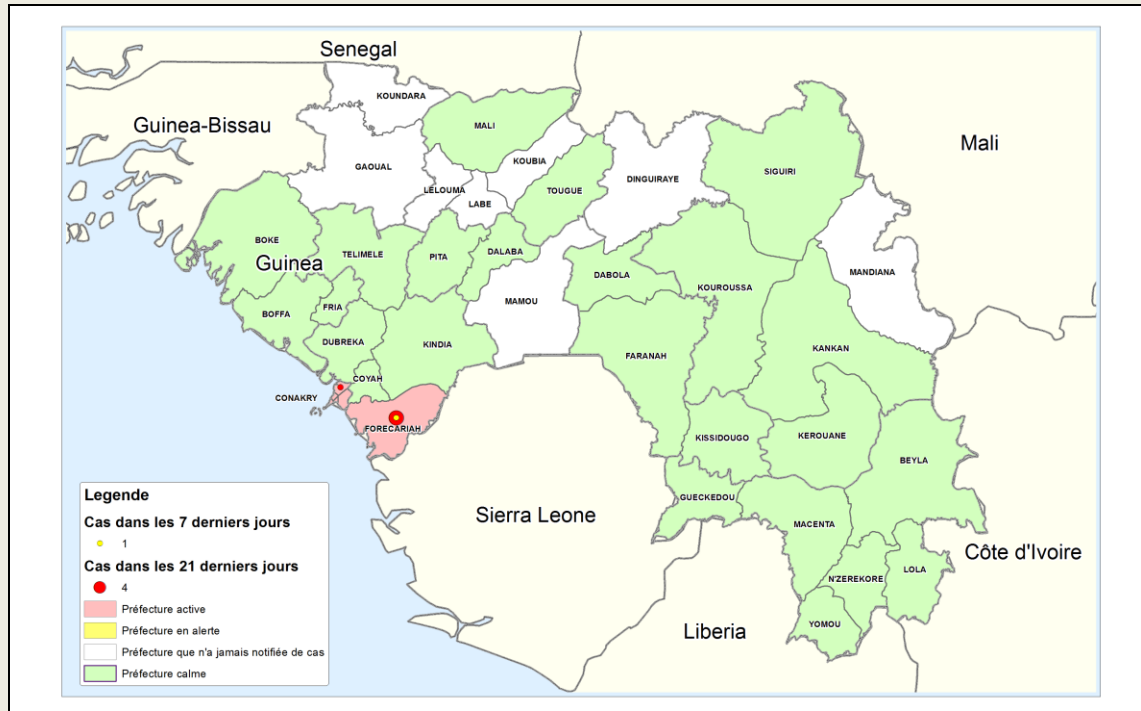 Senegal
KOUNDARA
Guinea-Bissau
MALI
Mali
KOUBIA
GAOUAL
DINGUIRAYE
SIGUIRI
LELOUMA
TOUGUE
LABE
BOKE
TELIMELE
PITA
DALABA
Guinea
DABOLA
MANDIANA
KOUROUSSA
MAMOU
FRIA
BOFFA
DUBREKA
KINDIA
KANKAN
FARANAH
COYAH
CONAKRY
FORECARIAH
KISSIDOUGO
KEROUANE
BEYLA
GUECKEDOU
MACENTA
Sierra Leone
Côte d'Ivoire
N'ZEREKORE
LOLA
YOMOU
Liberia
Legende
Cas dans les 7 derniers jours
1
Cas dans les 21 derniers jours
4
Préfecture active
Préfecture en alerte
Préfecture que n'a jamais notifiée de cas
Préfecture calme